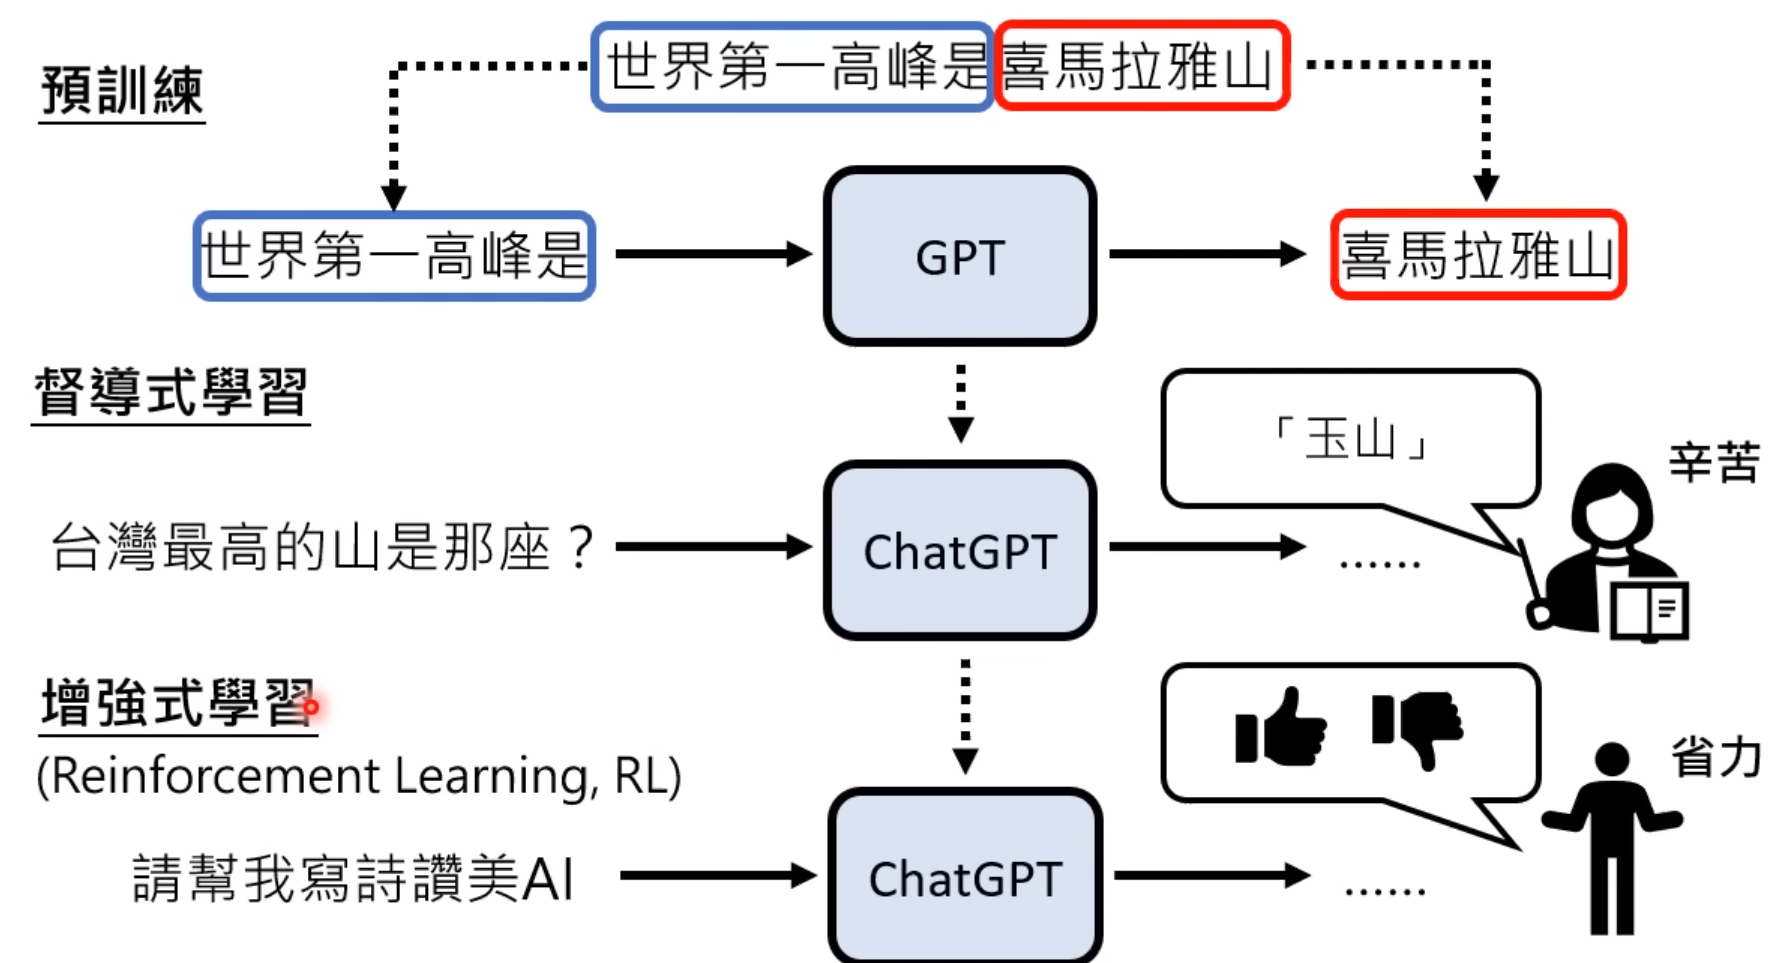 世界第一高峰是喜馬拉雅山
預訓練
世界第一高峰是
GPT
喜馬拉雅山
督導式學習
「玉山」
辛苦
台灣最高的山是那座？
ChatGPT
......
增強式學習
(Reinforcement Learning, RL)
省力
請幫我寫詩讚美AI
ChatGPT
......